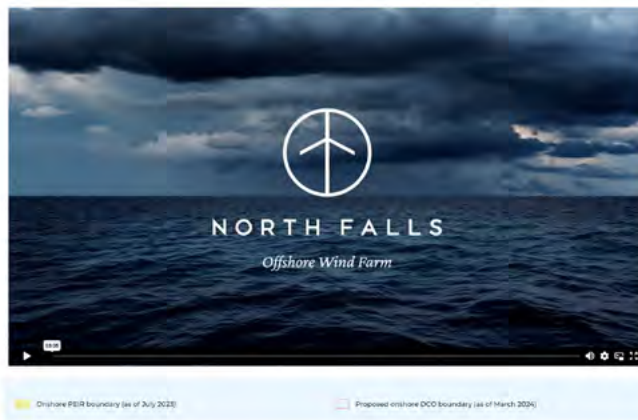 NORTH FALLS
Offshore Wind Farm
Onshore PEIR boundary (as of July 2023)
Proposed onshore DCO boundary (as of March 2024)